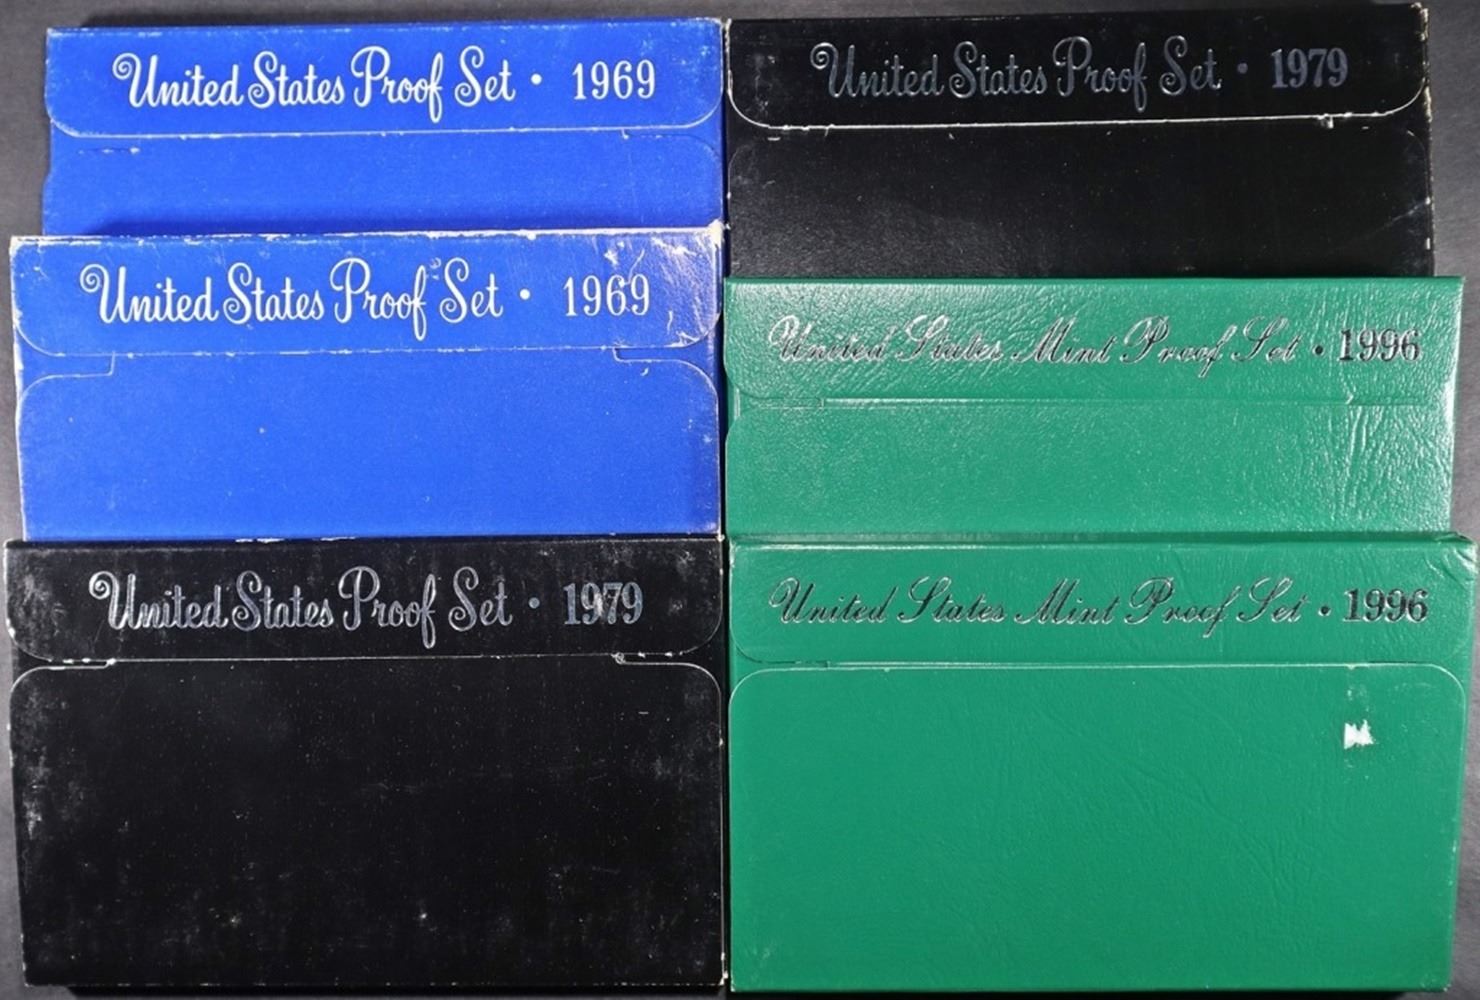 United States Proof Set • 1969
United States Proof Set • 1969
United States Proof Set • 1979
United States Proof Set • 1979
United States Mint Proof Set • 1996
United States Mint Proof Set • 1996